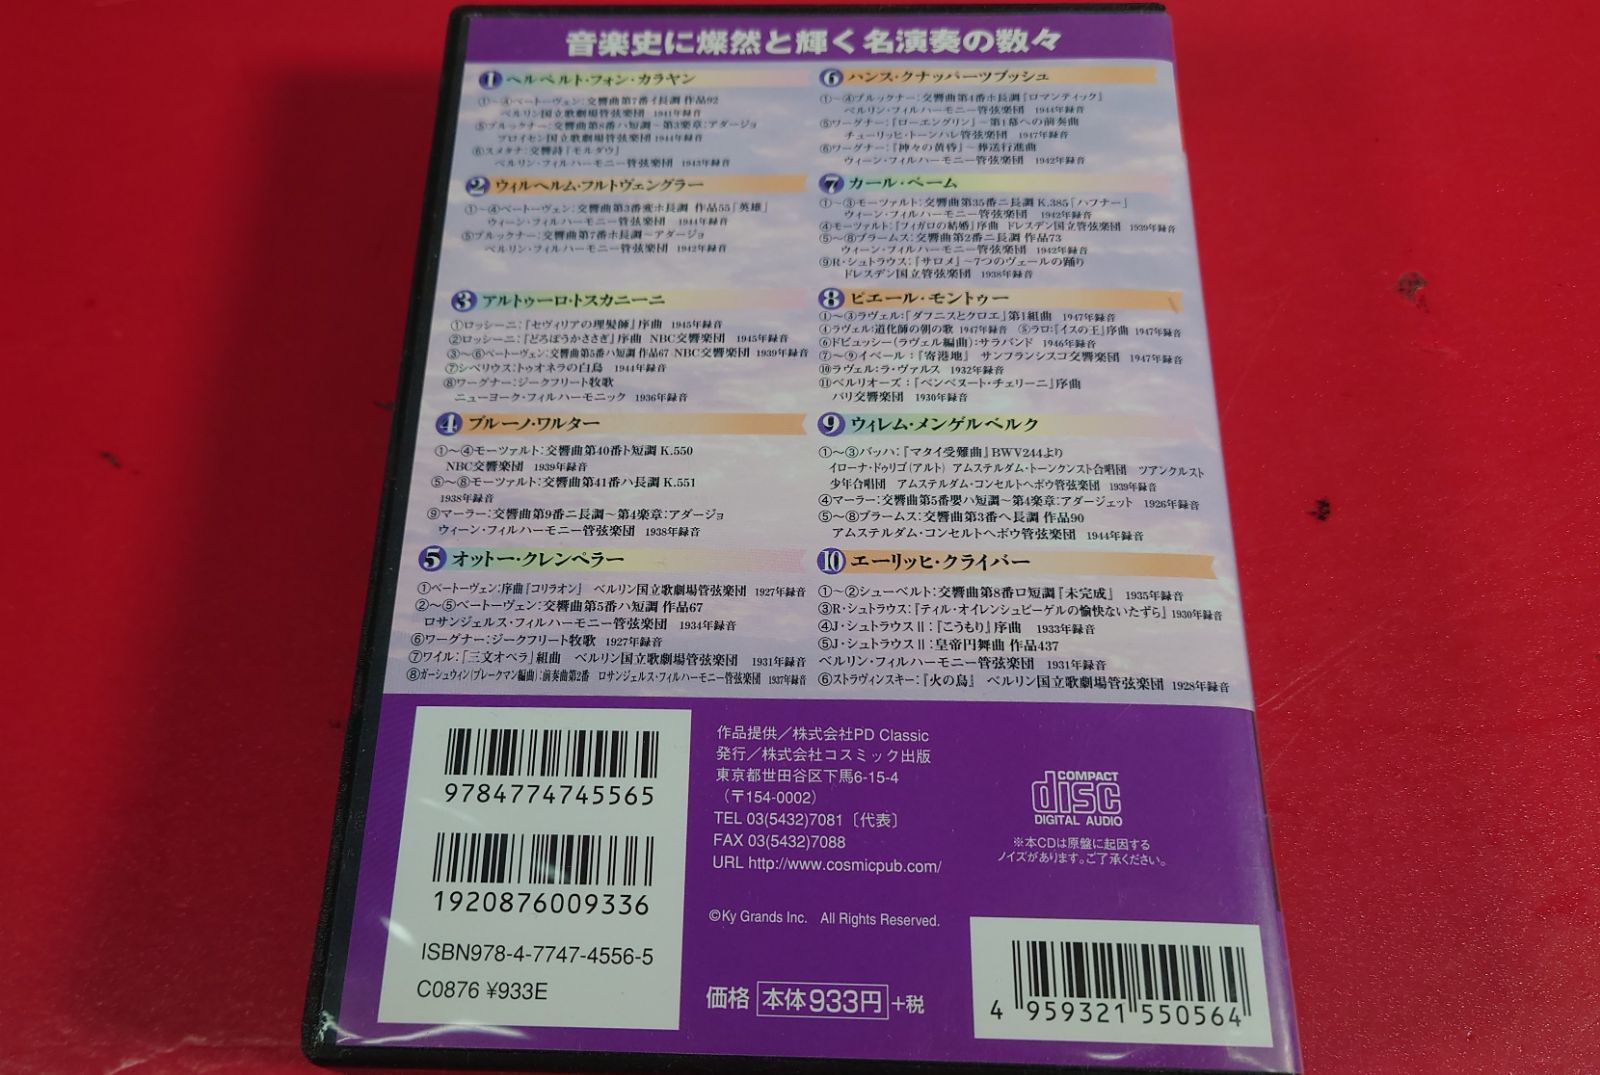 音楽史に燦然と輝く名演奏の数々
1 ヘルベルト・フォン・カラヤン
①〜④ベートーヴェン：交響曲第7番イ長調 作品92
ベルリン国立歌劇場管弦楽団 1941年録音
⑤ブルックナー：交響曲第8番ハ短調〜第3楽章：アダージョ
プロイセン国立歌劇場管弦楽団 1944年録音
⑥スメタナ：交響詩『モルダウ』
ベルリン・フィルハーモニー管弦楽団 1943年録音
2 ウィルヘルム・フルトヴェングラー
①〜④ベートーヴェン：交響曲第3番変ホ長調 作品55「英雄」
ウィーン・フィルハーモニー管弦楽団 1944年録音
⑤ブルックナー：交響曲第7番ホ長調〜アダージョ
ベルリン・フィルハーモニー管弦楽団 1942年録音
3 アルトゥーロ・トスカニーニ
①ロッシーニ：『セヴィリアの理髪師』序曲 1945年録音
②ロッシーニ：『どろぼうかささぎ』序曲 NBC交響楽団 1945年録音
③〜⑥ベートーヴェン：交響曲第5番ハ短調 作品67 NBC交響楽団 1939年録音
⑦シベリウス：トゥオネラの白鳥 1944年録音
⑧ワーグナー：ジークフリート牧歌
ニューヨーク・フィルハーモニック 1936年録音
4 ブルーノ・ワルター
①〜④モーツァルト：交響曲第40番ト短調 K.550
NBC交響楽団 1939年録音
⑤〜⑧モーツァルト：交響曲第41番ハ長調 K.551
1938年録音
⑨マーラー：交響曲第9番ニ長調〜第4楽章：アダージョ
ウィーン・フィルハーモニー管弦楽団 1938年録音
5 オットー・クレンペラー
①ベートーヴェン：序曲『コリラオン』 ベルリン国立歌劇場管弦楽団 1927年録音
②〜⑤ベートーヴェン：交響曲第5番ハ短調 作品67
ロサンジェルス・フィルハーモニー管弦楽団 1934年録音
⑥ワーグナー：ジークフリート牧歌 1927年録音
⑦ワイル：『三文オペラ』組曲 ベルリン国立歌劇場管弦楽団 1931年録音
⑧ガーシュウィン（ブレークマン編曲）：前奏曲第2番 ロサンジェルス・フィルハーモニー管弦楽団 1937年録音
6 ハンス・クナッパーツブッシュ
①〜④ブルックナー：交響曲第4番ホ長調『ロマンティック』
ベルリン・フィルハーモニー管弦楽団 1944年録音
⑤ワーグナー：『ローエングリン』〜第1幕への前奏曲
チューリッヒ・トーンハレ管弦楽団 1947年録音
⑥ワーグナー：『神々の黄昏』〜葬送行進曲
ウィーン・フィルハーモニー管弦楽団 1942年録音
7 カール・ベーム
①〜③モーツァルト：交響曲第35番ニ長調 K.385「ハフナー」
ウィーン・フィルハーモニー管弦楽団 1942年録音
④モーツァルト：『フィガロの結婚』序曲 ドレスデン国立管弦楽団 1939年録音
⑤〜⑧ブラームス：交響曲第2番ニ長調 作品73
ウィーン・フィルハーモニー管弦楽団 1942年録音
⑨R・シュトラウス：『サロメ』〜7つのヴェールの踊り
ドレスデン国立管弦楽団 1938年録音
8 ピエール・モントゥー
①〜③ラヴェル：『ダフニスとクロエ』第1組曲 1947年録音
④ラヴェル：道化師の朝の歌 1947年録音 ⑤ラロ：『イスの王』序曲 1947年録音
⑥ドビュッシー（ラヴェル編曲）：サラバンド 1946年録音
⑦〜⑨イベール：『寄港地』 サンフランシスコ交響楽団 1947年録音
⑩ラヴェル：ラ・ヴァルス 1932年録音
⑪ベルリオーズ：『ベンベヌート・チェリーニ』序曲
パリ交響楽団 1930年録音
9 ウィレム・メンゲルベルク
①〜③バッハ：『マタイ受難曲』BWV244より
イローナ・ドゥリゴ（アルト） アムステルダム・トーンクンスト合唱団 ツアンクルスト
少年合唱団 アムステルダム・コンセルトヘボウ管弦楽団 1939年録音
④マーラー：交響曲第5番嬰ハ短調〜第4楽章：アダージェット 1926年録音
⑤〜⑧ブラームス：交響曲第3番ヘ長調 作品90
アムステルダム・コンセルトヘボウ管弦楽団 1944年録音
10 エーリッヒ・クライバー
①〜②シューベルト：交響曲第8番ロ短調『未完成』 1935年録音
③R・シュトラウス：『ティル・オイレンシュピーゲルの愉快ないたずら』 1930年録音
④J・シュトラウスⅡ：『こうもり』序曲 1933年録音
⑤J・シュトラウスⅡ：皇帝円舞曲 作品437
ベルリン・フィルハーモニー管弦楽団 1931年録音
⑥ストラヴィンスキー：『火の鳥』 ベルリン国立歌劇場管弦楽団 1928年録音
9784774745565
1920876009336
ISBN978-4-7747-4556-5
C0876 ¥933E
作品提供／株式会社PD Classic
発行／株式会社コスミック出版
東京都世田谷区下馬6-15-4
（〒154-0002）
TEL 03(5432)7081〔代表〕
FAX 03(5432)7088
URL http://www.cosmicpub.com/
©Ky Grands Inc. All Rights Reserved.
価格 本体933円+税
COMPACT
disc
DIGITAL AUDIO
※本CDは原盤に起因する
ノイズがあります。ご了承ください。
4 959321 550564